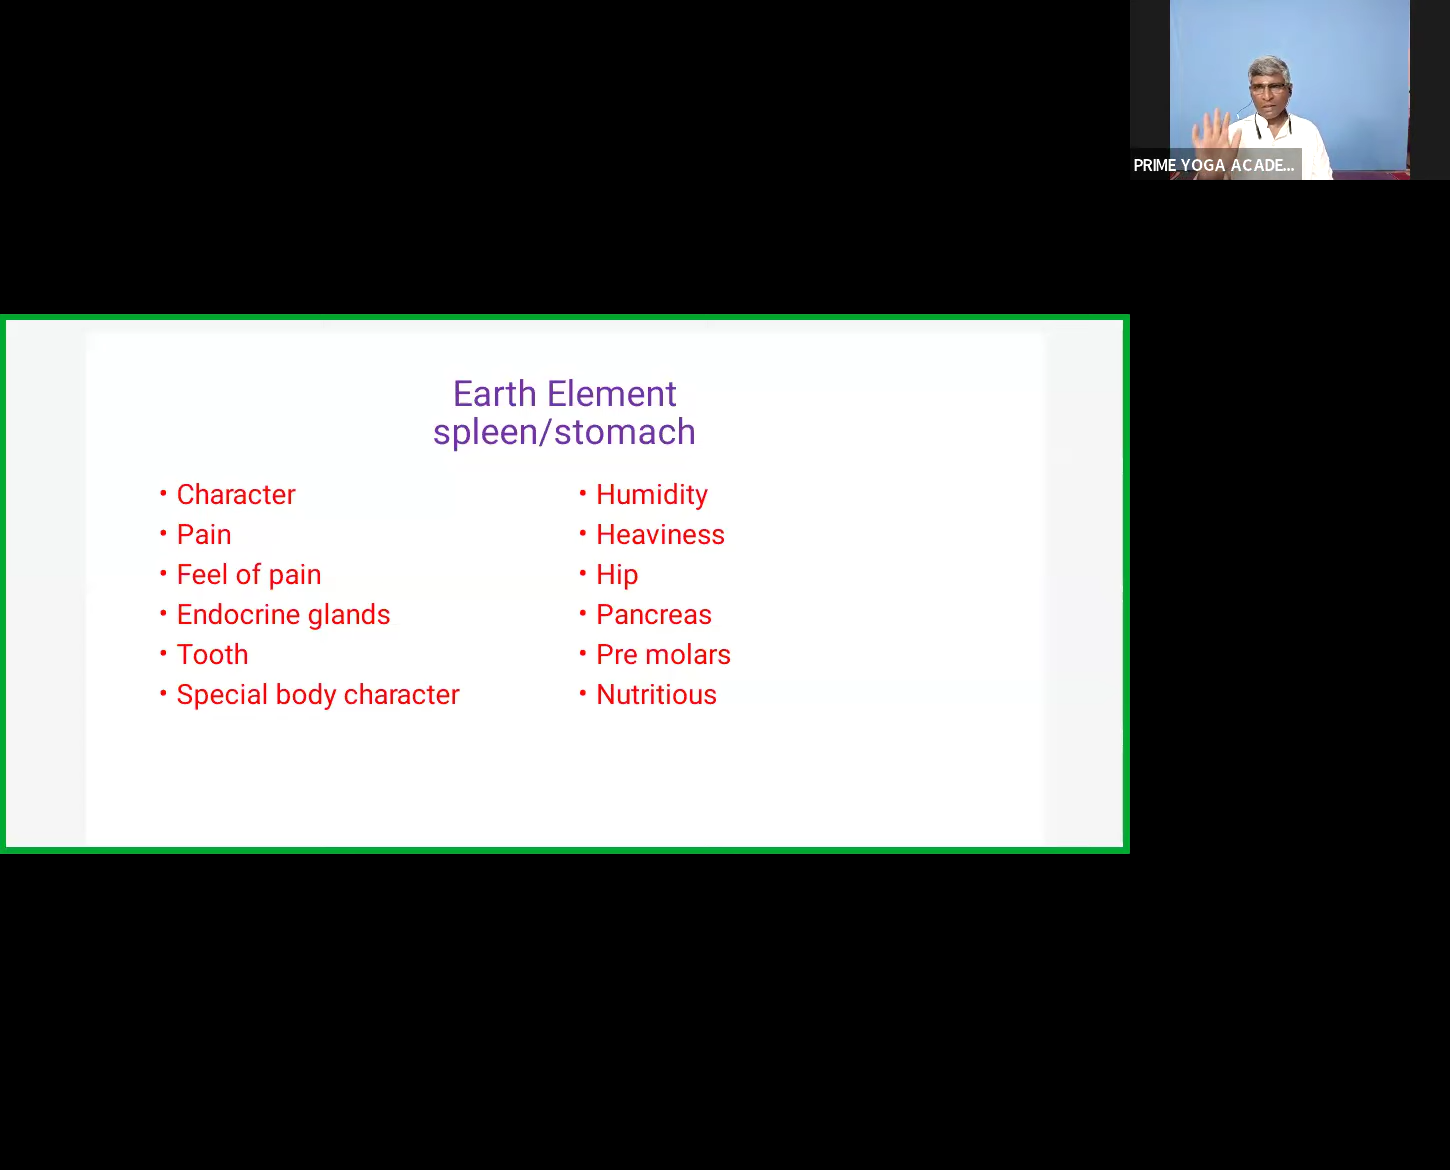 PRIME YOGA ACADE...
Earth Element
spleen/stomach
• Character
• Pain
• Feel of pain
• Endocrine glands
• Tooth
• Special body character
• Humidity
• Heaviness
• Hip
• Pancreas
• Pre molars
• Nutritious